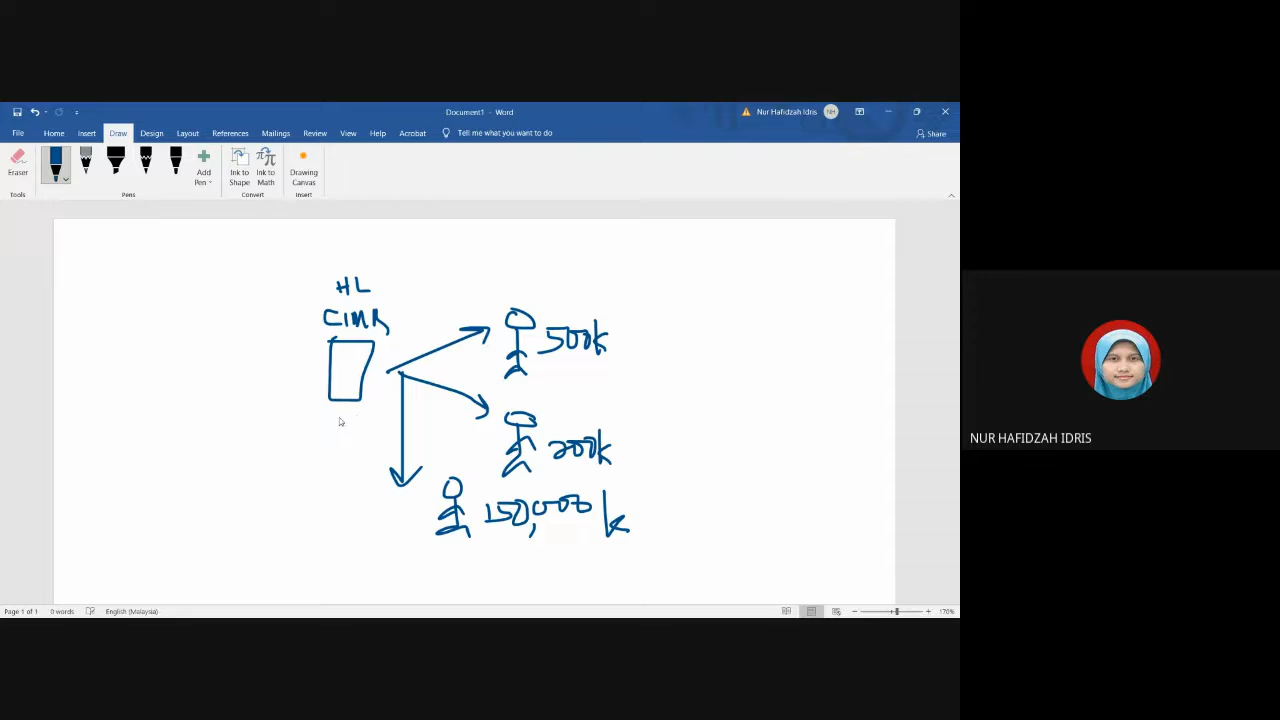 Document1 - Word
Nur Hafidzah Idris
NH
File Home Insert Draw Design Layout References Mailings Review View Help Acrobat Tell me what you want to do
Share
Eraser
Add Pen
Ink to Shape
Ink to Math
Drawing Canvas
Tools
Pens
Convert
Insert
HL
CIMB
500k
200k
150,000 k
NUR HAFIDZAH IDRIS
Page 1 of 1 0 words English (Malaysia)
170%